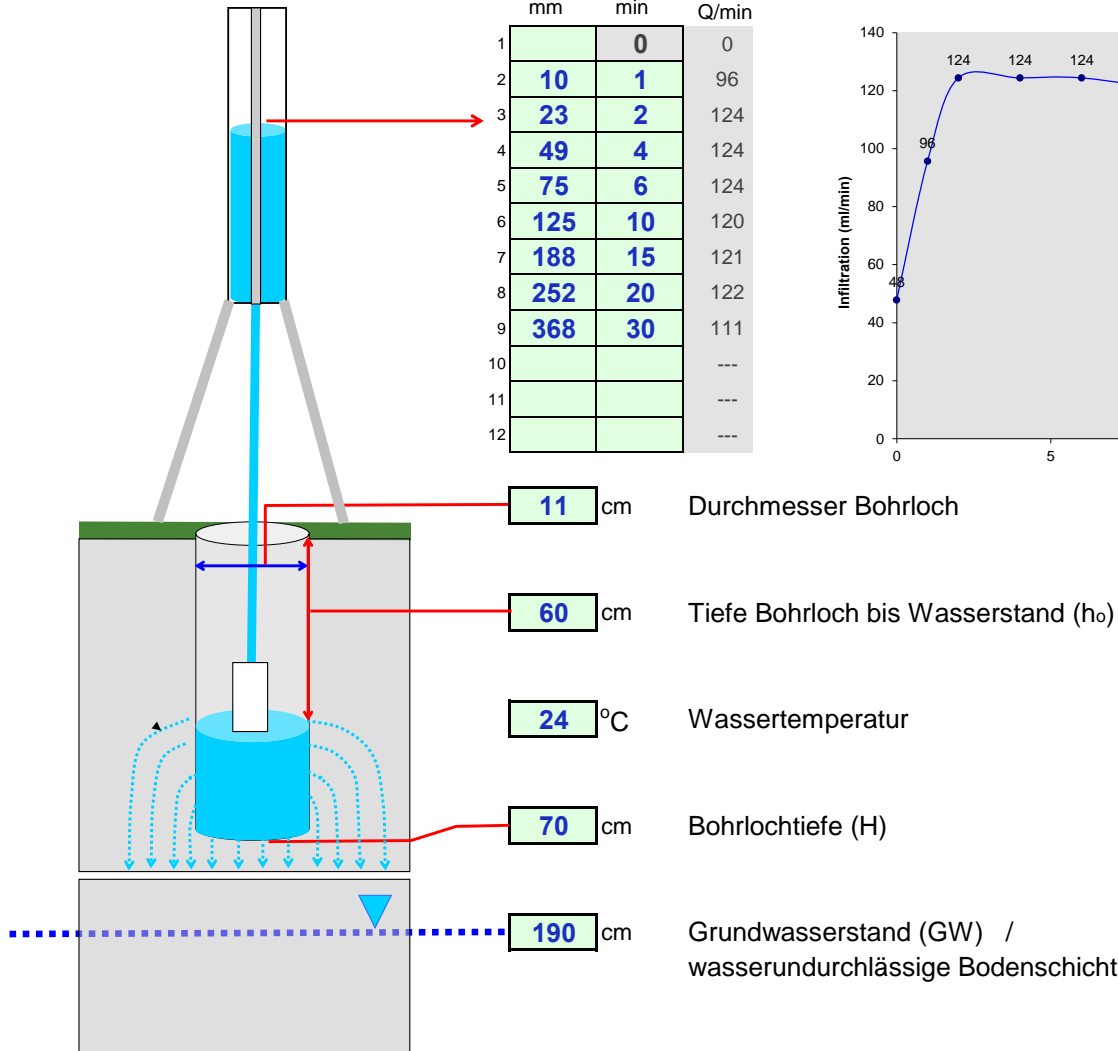 mm min Q/min
1 0 0
2 10 1 96
3 23 2 124
4 49 4 124
5 75 6 124
6 125 10 120
7 188 15 121
8 252 20 122
9 368 30 111
10 ---
11 ---
12 ---
140
120
100
80
60
40
20
0
Infiltration (ml/min)
48
96
124
124
124
0 5
11 cm Durchmesser Bohrloch
60 cm Tiefe Bohrloch bis Wasserstand (ho)
24 °C Wassertemperatur
70 cm Bohrlochtiefe (H)
190 cm Grundwasserstand (GW) /
wasserundurchlässige Bodenschicht